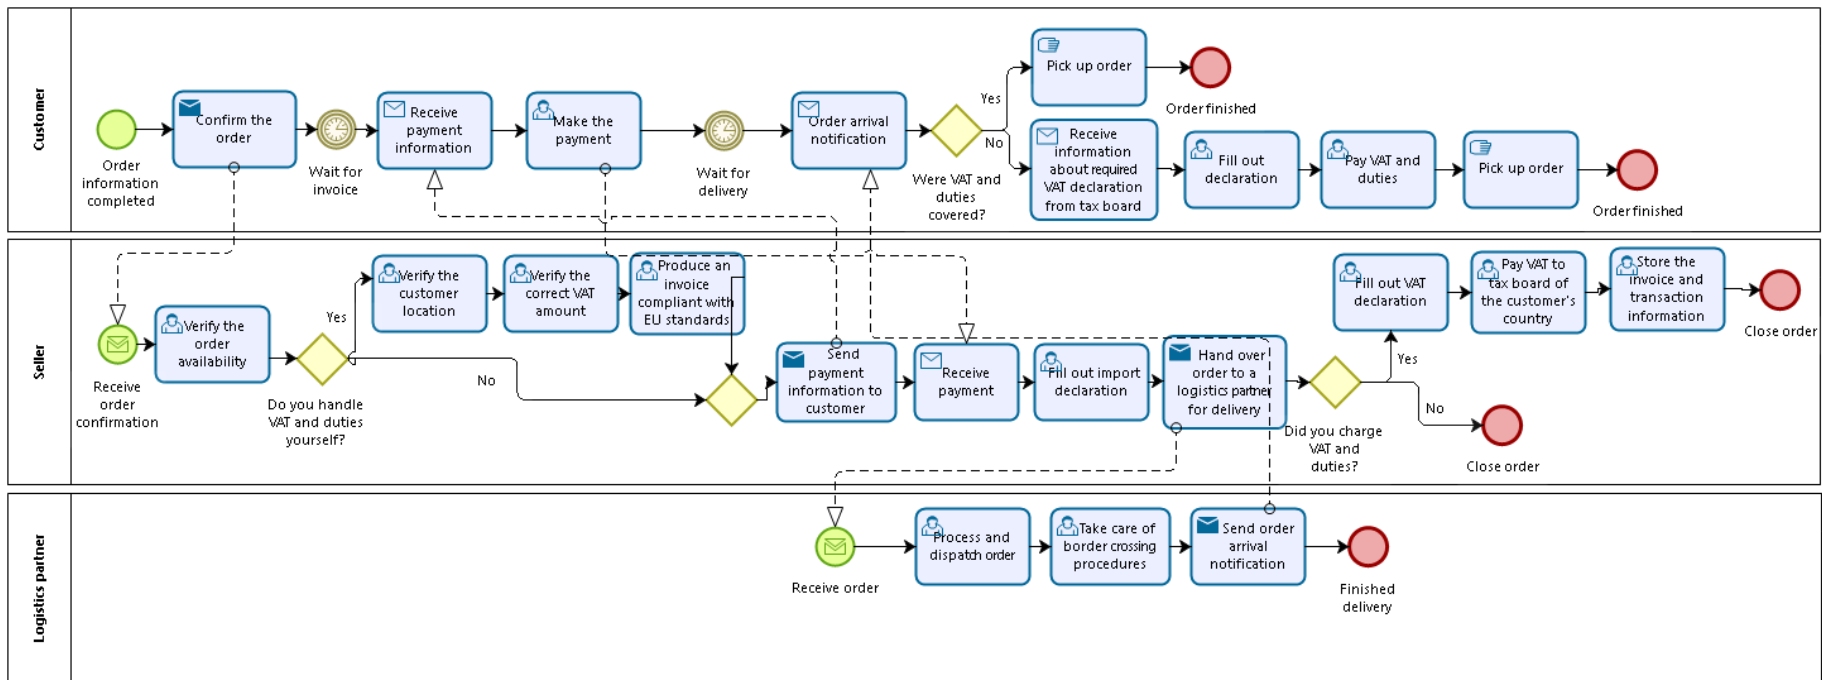 Customer
Order
information
completed
Confirm the
order
Wait for
invoice
Receive
payment
information
Make the
payment
Wait for
delivery
Order arrival
notification
Were VAT and
duties
covered?
Yes
No
Pick up order
Order finished
Receive
information
about required
VAT declaration
from tax board
Fill out
declaration
Pay VAT and
duties
Pick up order
Order finished
Seller
Receive
order
confirmation
Verify the
order
availability
Do you handle
VAT and duties
yourself?
Yes
No
Verify the
customer
location
Verify the
correct VAT
amount
Produce an
invoice
compliant with
EU standards
Send
payment
information to
customer
Receive
payment
Fill out import
declaration
Hand over
order to a
logistics partner
for delivery
Did you charge
VAT and
duties?
Yes
No
Fill out VAT
declaration
Pay VAT to
tax board of
the customer's
country
Store the
invoice and
transaction
information
Close order
Close order
Logistics partner
Receive order
Process and
dispatch order
Take care of
border crossing
procedures
Send order
arrival
notification
Finished
delivery